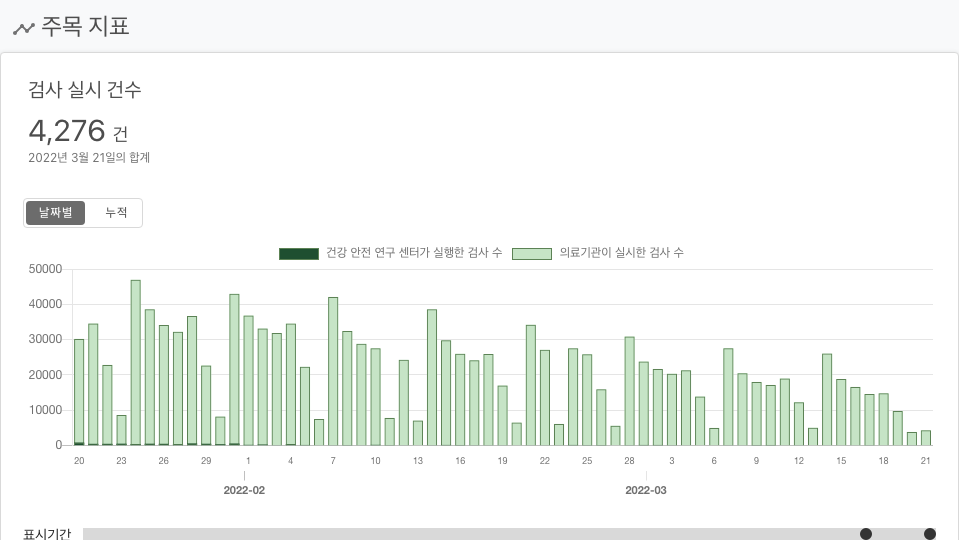 주목 지표
검사 실시 건수
4,276 건
2022년 3월 21일의 합계
날짜별 누적
건강 안전 연구 센터가 실행한 검사 수 의료기관이 실시한 검사 수
50000
40000
30000
20000
10000
0
20 23 26 29 1 4 7 10 13 16 19 22 25 28 3 6 9 12 15 18 21
2022-02 2022-03
표시기간